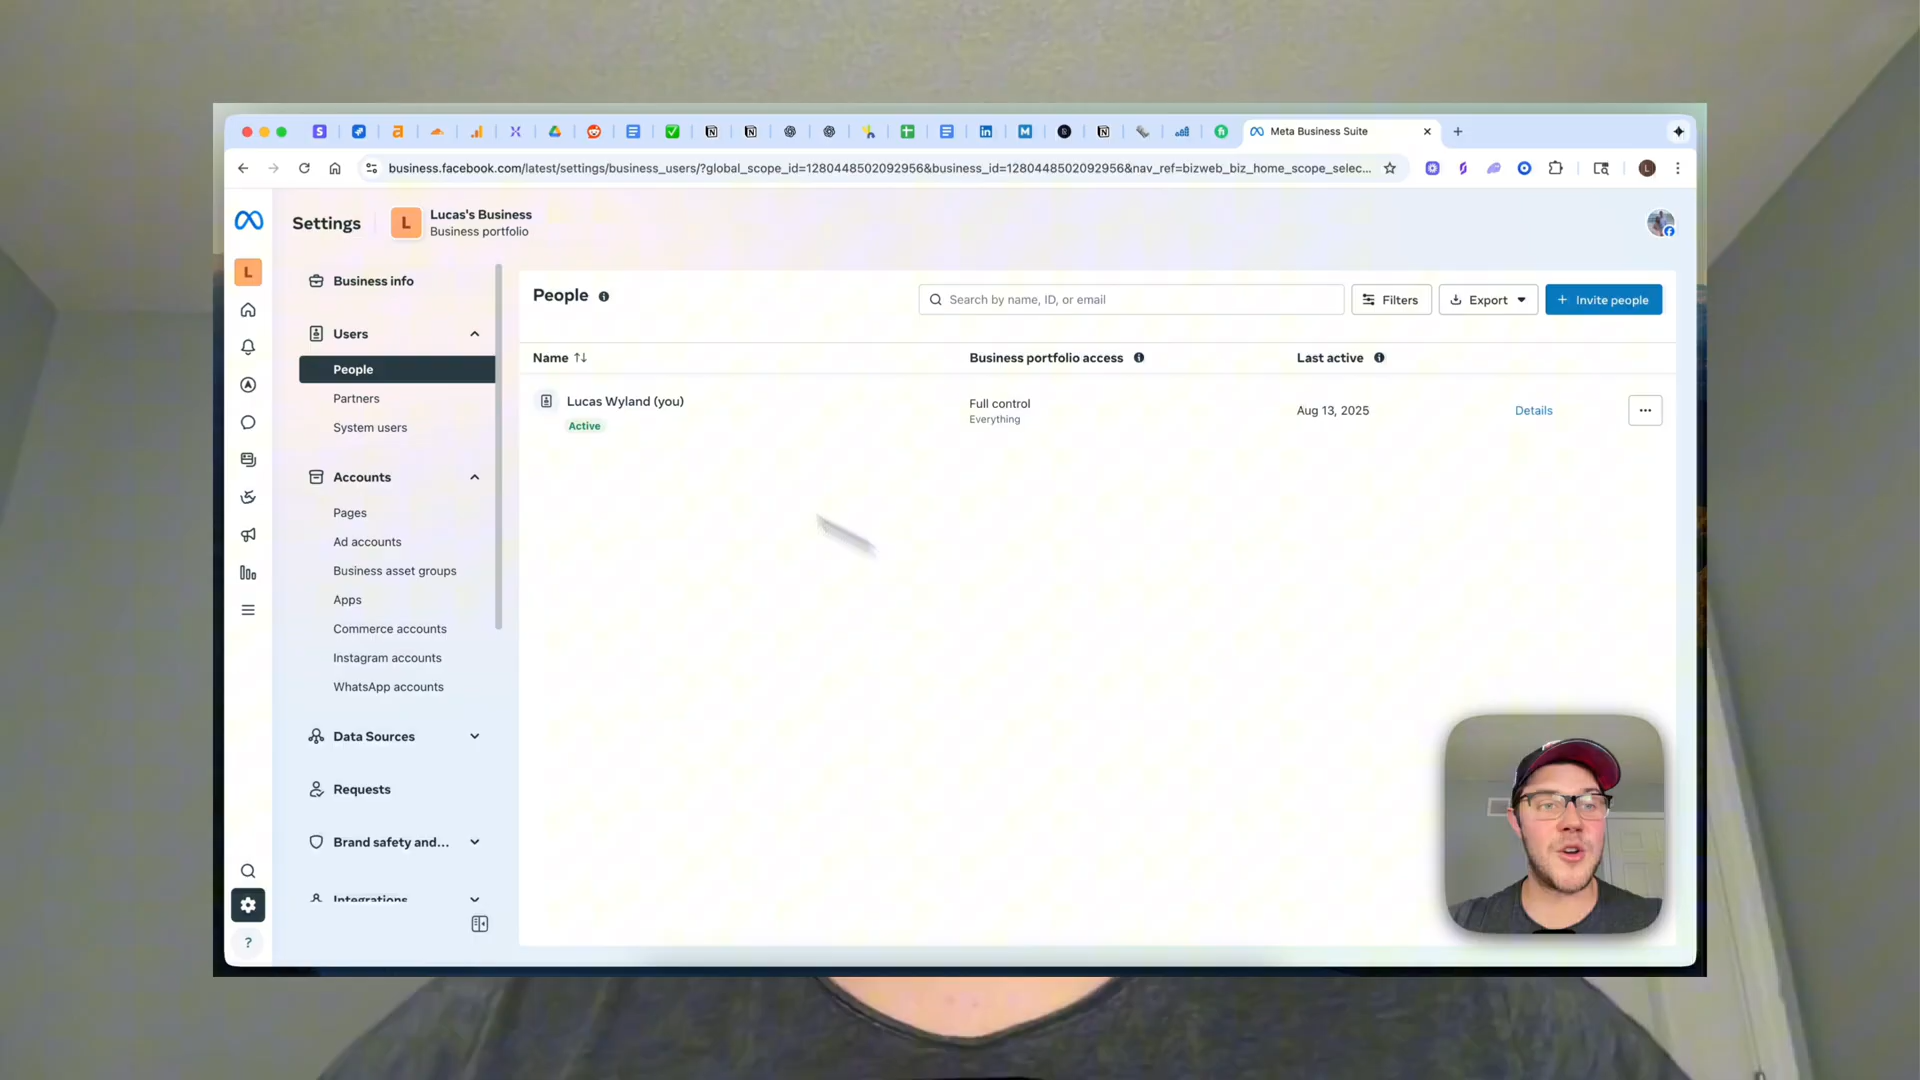 Meta Business Suite
business.facebook.com/latest/settings/business_users/?global_scope_id=1280448502092956&business_id=1280448502092956&nav_ref=bizweb_biz_home_scope_selec...
L
Settings
L
Lucas's Business
Business portfolio
L
Business info
Users
People
Partners
System users
Accounts
Pages
Ad accounts
Business asset groups
Apps
Commerce accounts
Instagram accounts
WhatsApp accounts
Data Sources
Requests
Brand safety and...
Integrations
?
People
Search by name, ID, or email
Filters
Export
+ Invite people
Name
Business portfolio access
Last active
Lucas Wyland (you)
Active
Full control
Everything
Aug 13, 2025
Details